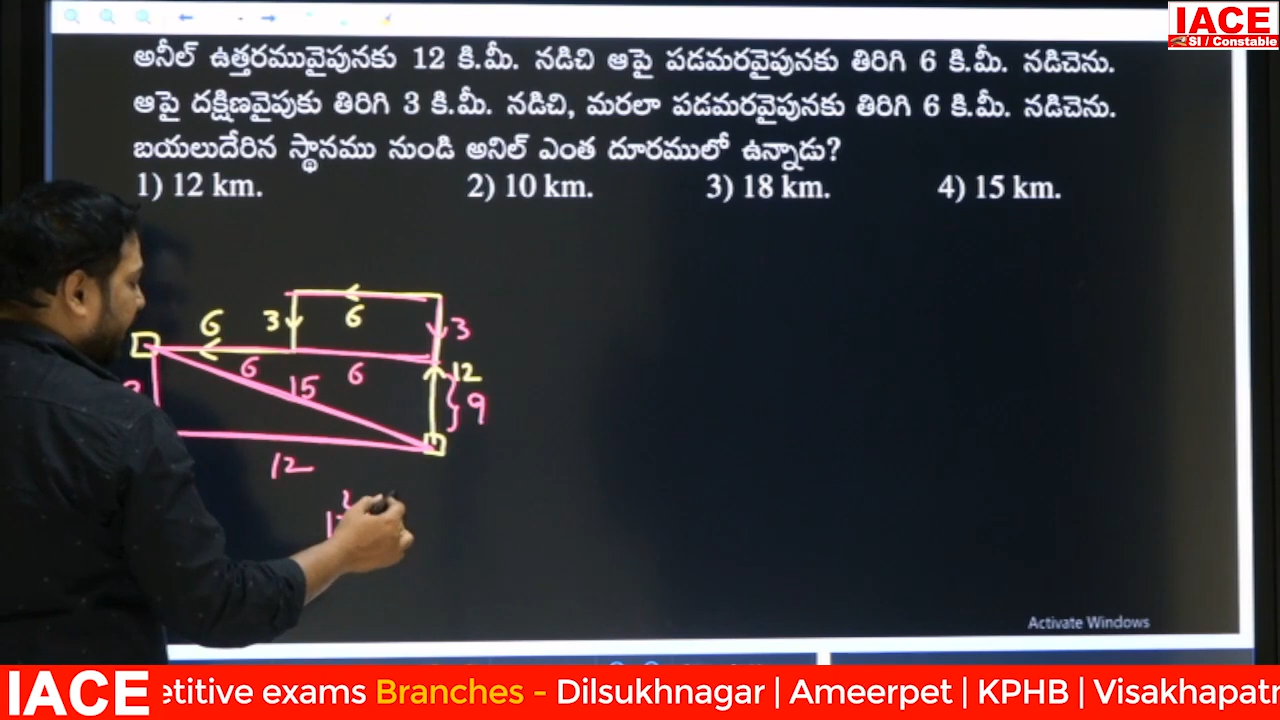 IACE
SI / Constable
అనీల్ ఉత్తరమువైపునకు 12 కి.మీ. నడిచి ఆపై పడమరవైపునకు తిరిగి 6 కి.మీ. నడిచెను.
ఆపై దక్షిణవైపుకు తిరిగి 3 కి.మీ. నడిచి, మరలా పడమరవైపునకు తిరిగి 6 కి.మీ. నడిచెను.
బయలుదేరిన స్థానము నుండి అనిల్ ఎంత దూరములో ఉన్నాడు?
1) 12 km. 2) 10 km. 3) 18 km. 4) 15 km.
6 3 6 3
6 15 6 12
9
12
Activate Windows
IACE etitive exams Branches - Dilsukhnagar | Ameerpet | KPHB | Visakhapat